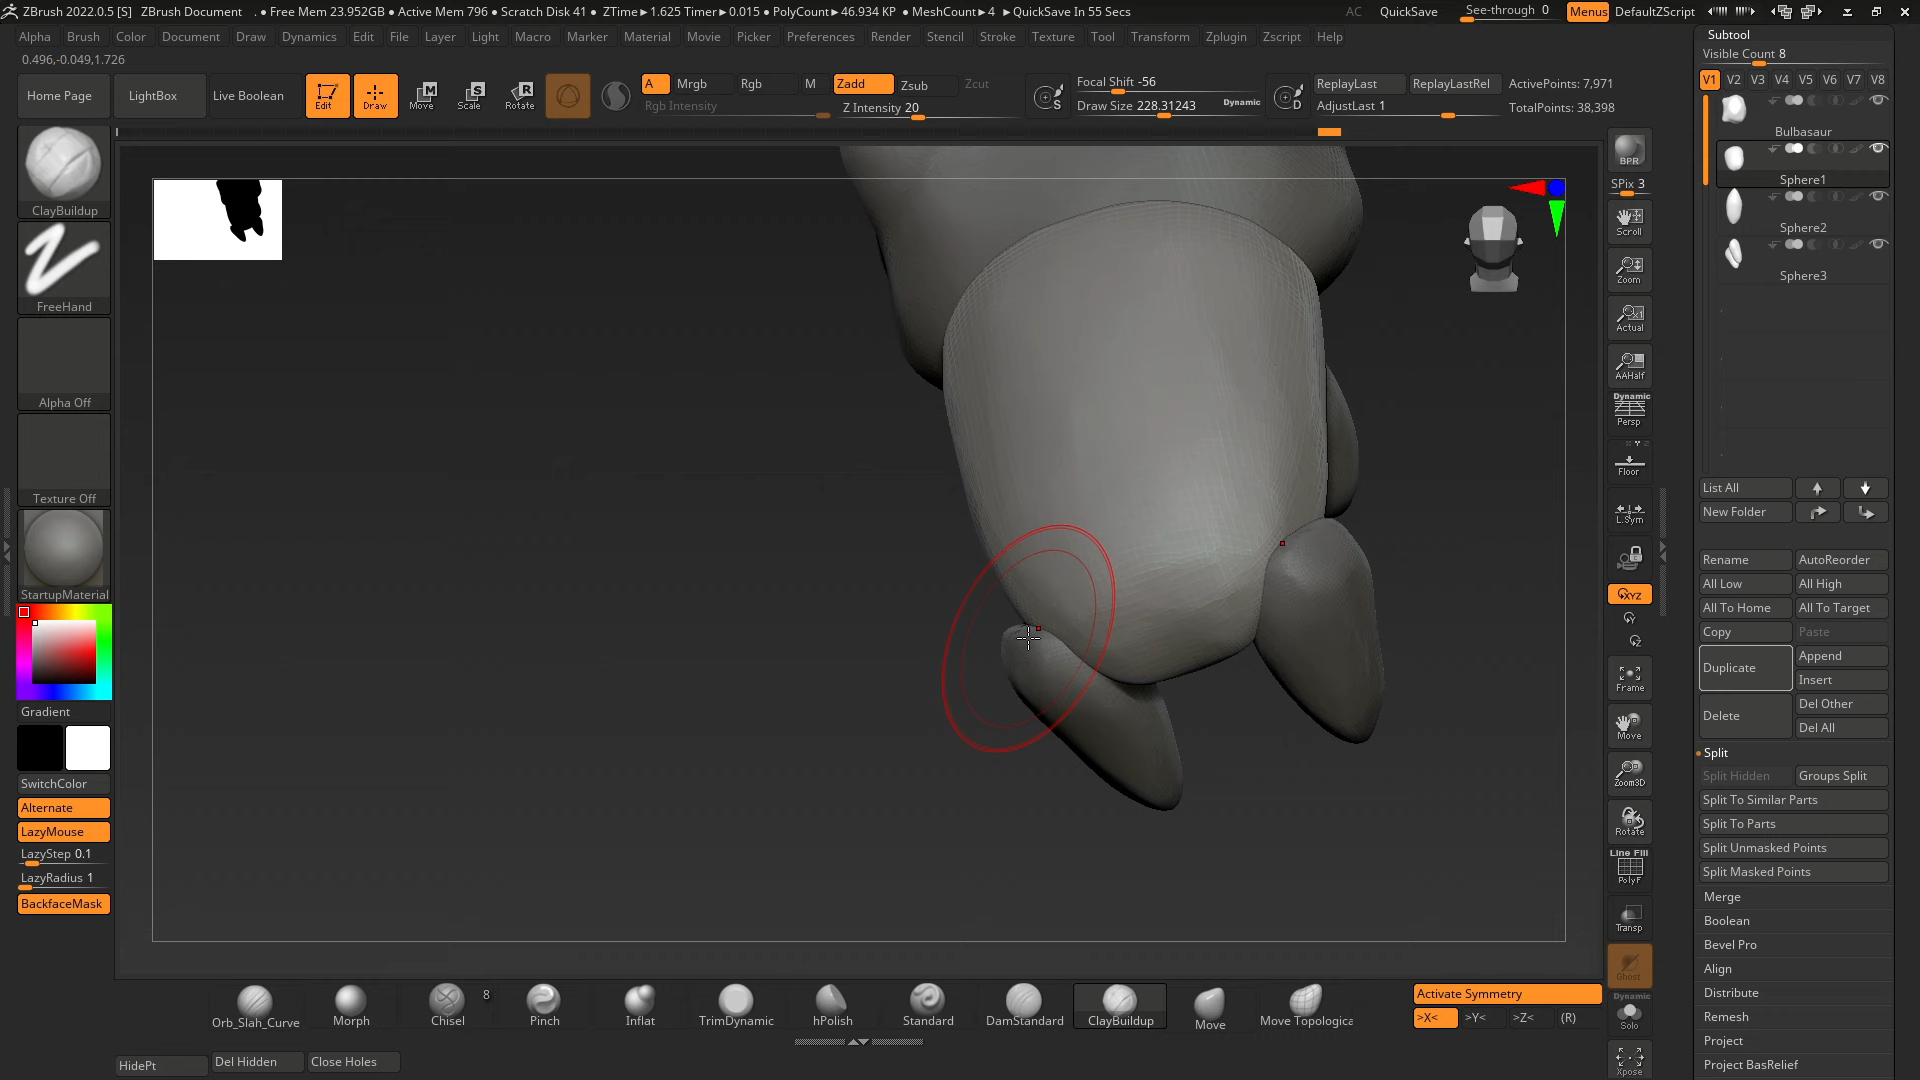 ZBrush 2022.0.5 [S] ZBrush Document . ● Free Mem 23.952GB ● Active Mem 796 ● Scratch Disk 41 ● ZTime►1.625 Timer►0.015 ● PolyCount►46.934 KP ● MeshCount►4 ►QuickSave In 55 Secs AC QuickSave See-through 0 Menus DefaultZScript
Alpha Brush Color Document Draw Dynamics Edit File Layer Light Macro Marker Material Movie Picker Preferences Render Stencil Stroke Texture Tool Transform Zplugin Zscript Help
0.496,-0.049,1.726
Home Page LightBox Live Boolean Edit Draw Move Scale Rotate
A Mrgb Rgb M Zadd Zsub Zcut
Rgb Intensity Z Intensity 20
Focal Shift -56
Draw Size 228.31243 Dynamic
ReplayLast ReplayLastRel ActivePoints: 7,971
AdjustLast 1 TotalPoints: 38,398
ClayBuildup
FreeHand
Alpha Off
Texture Off
StartupMaterial
Gradient
SwitchColor
Alternate
LazyMouse
LazyStep 0.1
LazyRadius 1
BackfaceMask
BPR
SPix 3
Scroll
Zoom
Actual
AAHalf
Dynamic
Persp
Floor
L.Sym
XYZ
Y
Z
Frame
Move
Zoom3D
Rotate
Line Fill
PolyF
Transp
Ghost
Dynamic
Solo
Xpose
Subtool
Visible Count 8
V1 V2 V3 V4 V5 V6 V7 V8
Bulbasaur
Sphere1
Sphere2
Sphere3
List All
New Folder
Rename AutoReorder
All Low All High
All To Home All To Target
Copy Paste
Duplicate Append
Insert
Delete Del Other
Del All
Split
Split Hidden Groups Split
Split To Similar Parts
Split To Parts
Split Unmasked Points
Split Masked Points
Merge
Boolean
Bevel Pro
Align
Distribute
Remesh
Project
Project BasRelief
Orb_Slah_Curve Morph Chisel 8 Pinch Inflat TrimDynamic hPolish Standard DamStandard ClayBuildup Move Move Topologica
Activate Symmetry
>X< >Y< >Z< (R)
HidePt Del Hidden Close Holes